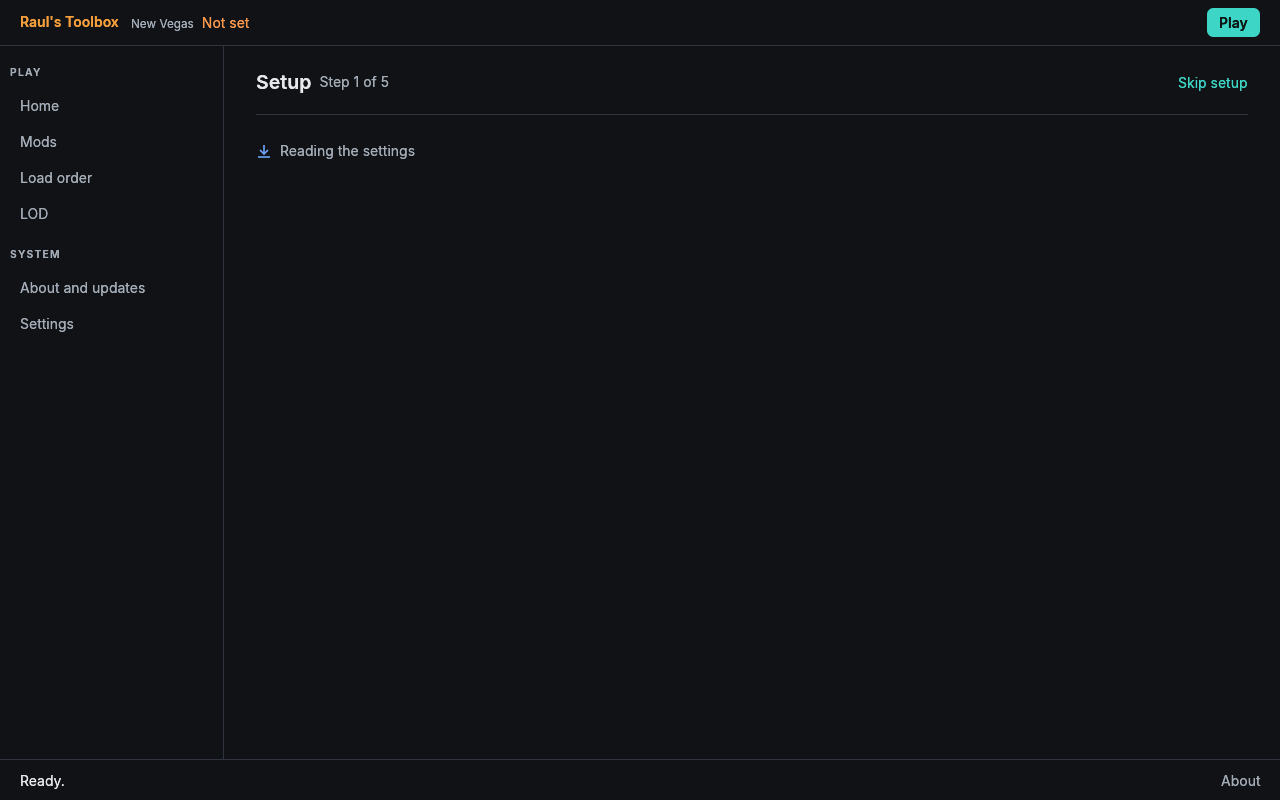 Raul's Toolbox New Vegas Not set Play
PLAY
Home
Mods
Load order
LOD
SYSTEM
About and updates
Settings
Setup Step 1 of 5 Skip setup
Reading the settings
Ready. About